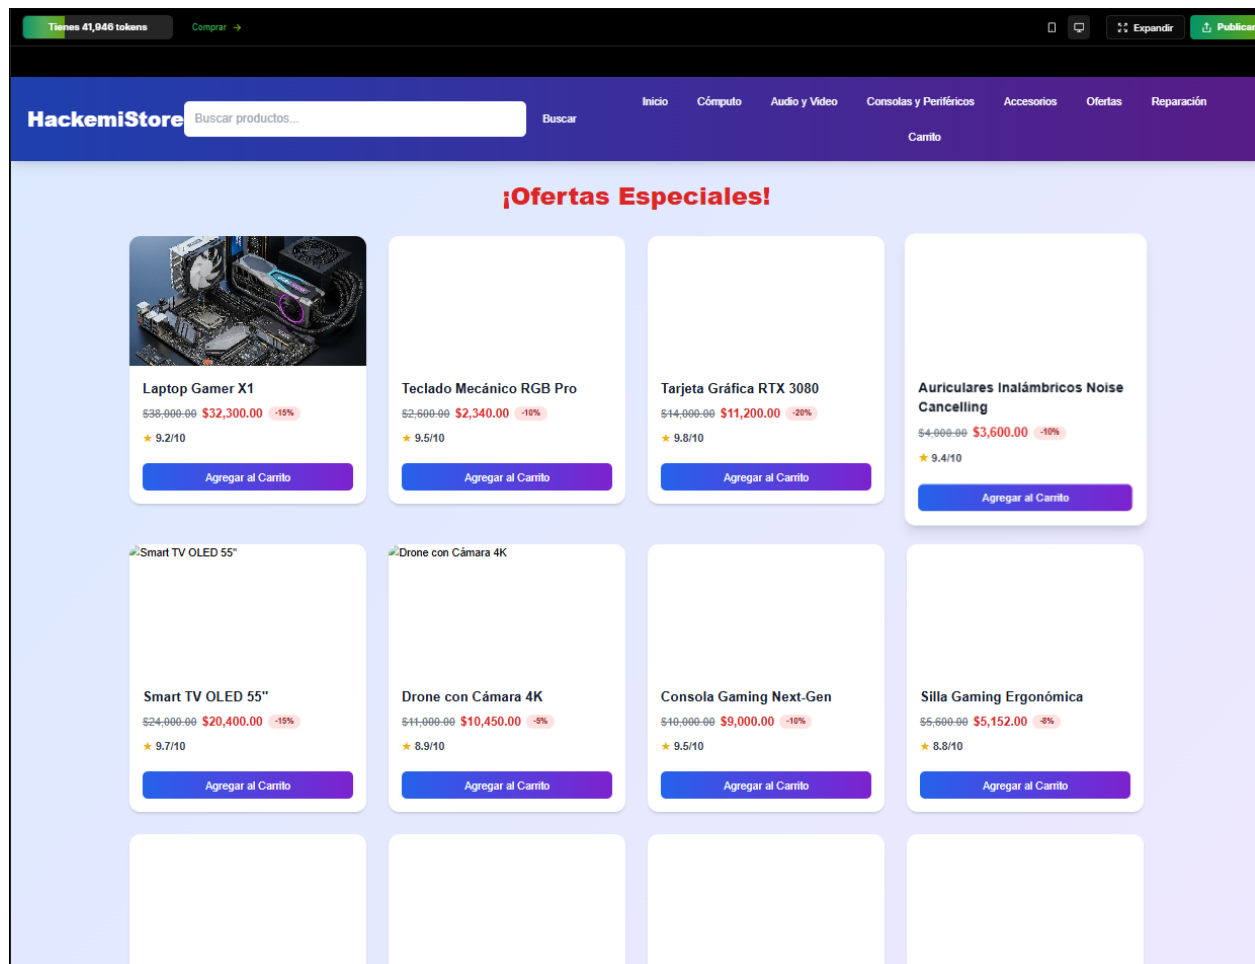 Tienes 41,946 tokens
Comprar →
Expandir
Publicar
HackemiStore
Buscar productos...
Buscar
Inicio
Cómputo
Audio y Video
Consolas y Periféricos
Accesorios
Ofertas
Reparación
Carrito
¡Ofertas Especiales!
Laptop Gamer X1
$38,000.00 $32,300.00 -15%
★ 9.2/10
Agregar al Carrito
Teclado Mecánico RGB Pro
$2,600.00 $2,340.00 -10%
★ 9.5/10
Agregar al Carrito
Tarjeta Gráfica RTX 3080
$14,000.00 $11,200.00 -20%
★ 9.8/10
Agregar al Carrito
Auriculares Inalámbricos Noise
Cancelling
$4,000.00 $3,600.00 -10%
★ 9.4/10
Agregar al Carrito
Smart TV OLED 55"
Smart TV OLED 55"
$24,000.00 $20,400.00 -15%
★ 9.7/10
Agregar al Carrito
Drone con Cámara 4K
Drone con Cámara 4K
$11,000.00 $10,450.00 -5%
★ 8.9/10
Agregar al Carrito
Consola Gaming Next-Gen
$10,000.00 $9,000.00 -10%
★ 9.5/10
Agregar al Carrito
Silla Gaming Ergonómica
$5,600.00 $5,152.00 -8%
★ 8.8/10
Agregar al Carrito